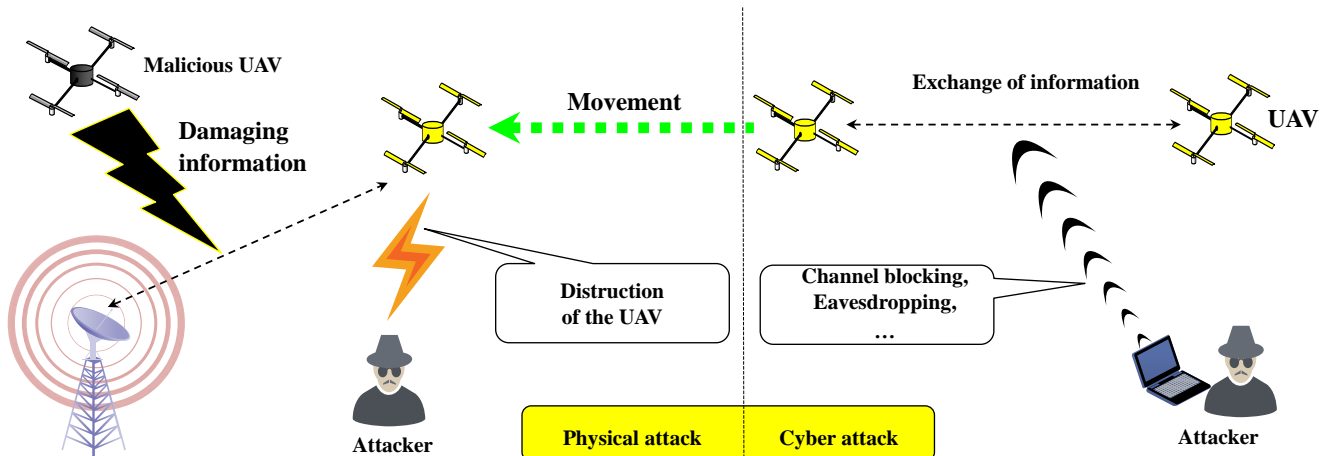 Malicious UAV
Damaging
information
Movement
Exchange of information
UAV
Distruction
of the UAV
Channel blocking,
Eavesdropping,
...
Attacker
Physical attack
Cyber attack
Attacker